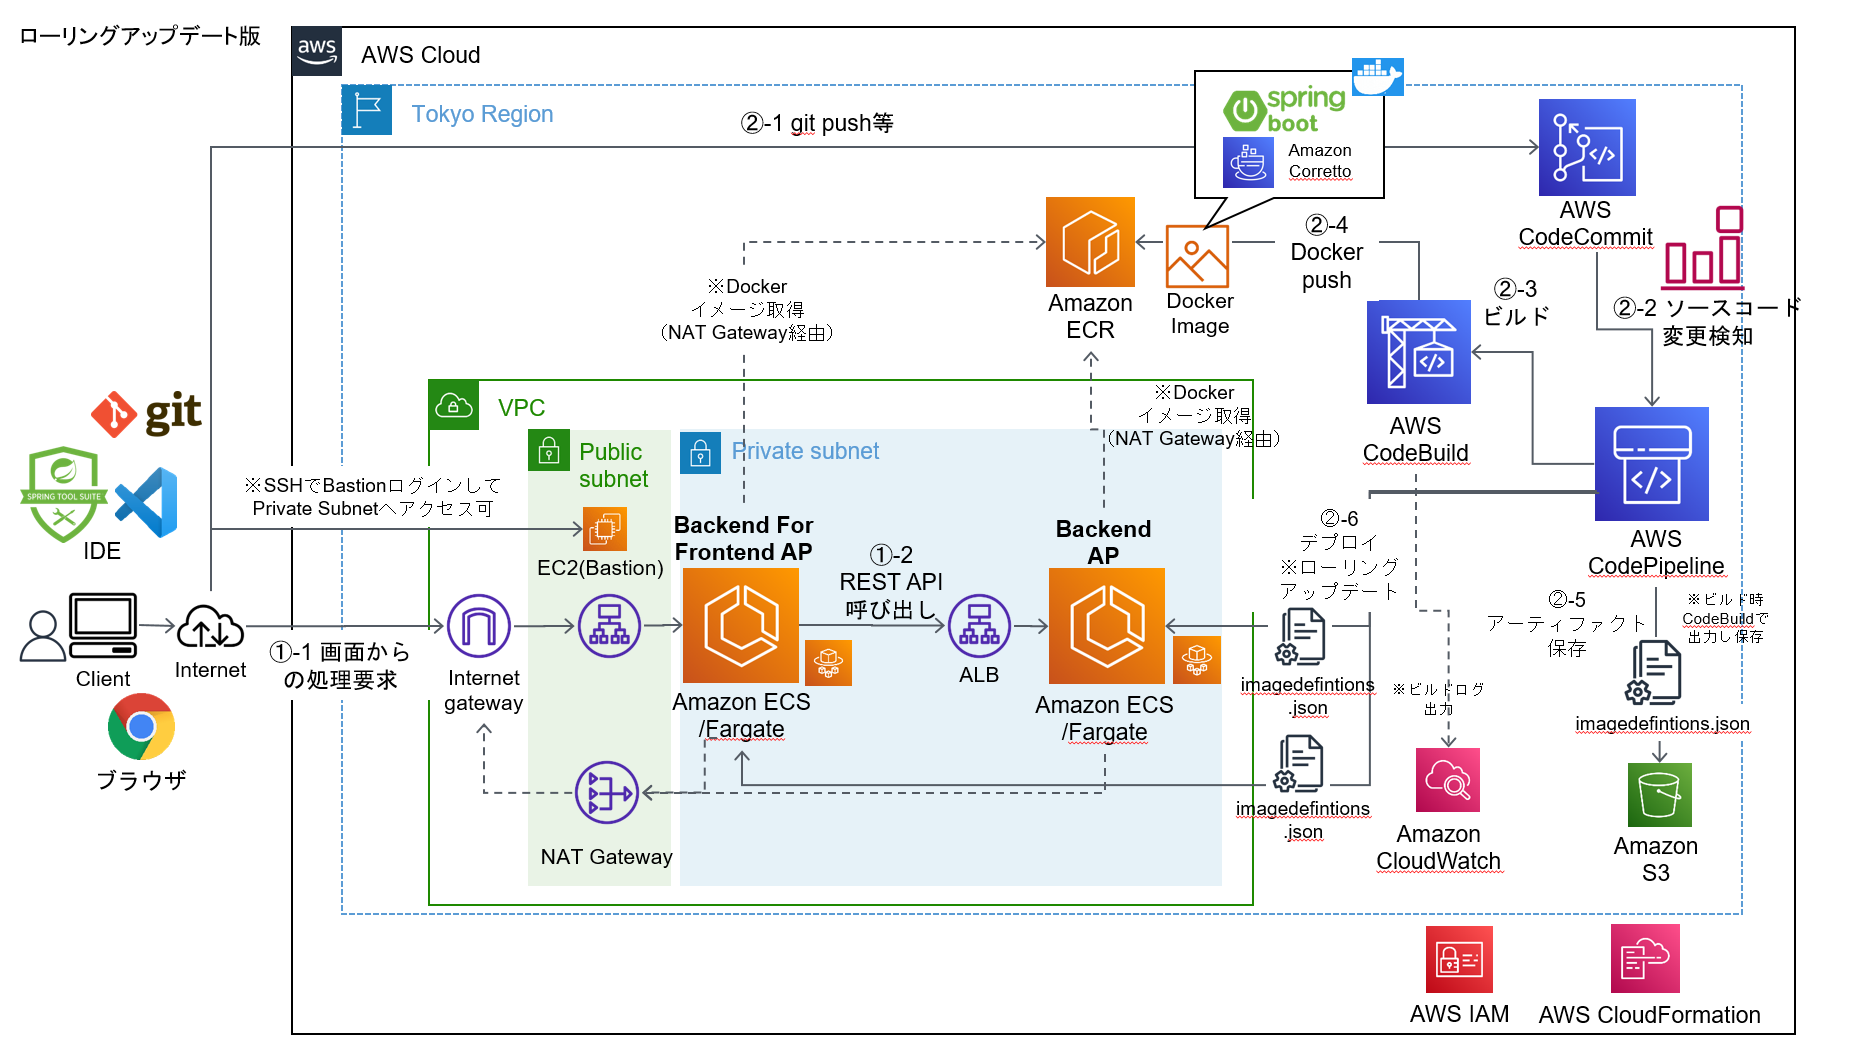 ローリングアップデート版
aws
AWS Cloud
Tokyo Region
②-1 git push等
spring
boot
Amazon
Corretto
AWS
CodeCommit
②-4
Docker
push
Amazon
ECR
Docker
Image
②-3
ビルド
②-2 ソースコード
変更検知
※Docker
イメージ取得
（NAT Gateway経由）
※Docker
イメージ取得
（NAT Gateway経由）
AWS
CodeBuild
AWS
CodePipeline
git
SPRING TOOL SUITE
IDE
VPC
Public
subnet
Private subnet
※SSHでBastionログインして
Private Subnetへアクセス可
EC2(Bastion)
Backend For
Frontend AP
①-2
REST API
呼び出し
Backend
AP
②-6
デプロイ
※ローリング
アップデート
②-5
アーティファクト
保存
※ビルド時
CodeBuildで
出力し保存
Client
Internet
①-1 画面から
の処理要求
Internet
gateway
ALB
Amazon ECS
/Fargate
Amazon ECS
/Fargate
imagedefintions
.json
※ビルドログ
出力
imagedefintions.json
ブラウザ
NAT Gateway
imagedefintions
.json
Amazon
CloudWatch
Amazon
S3
AWS IAM
AWS CloudFormation